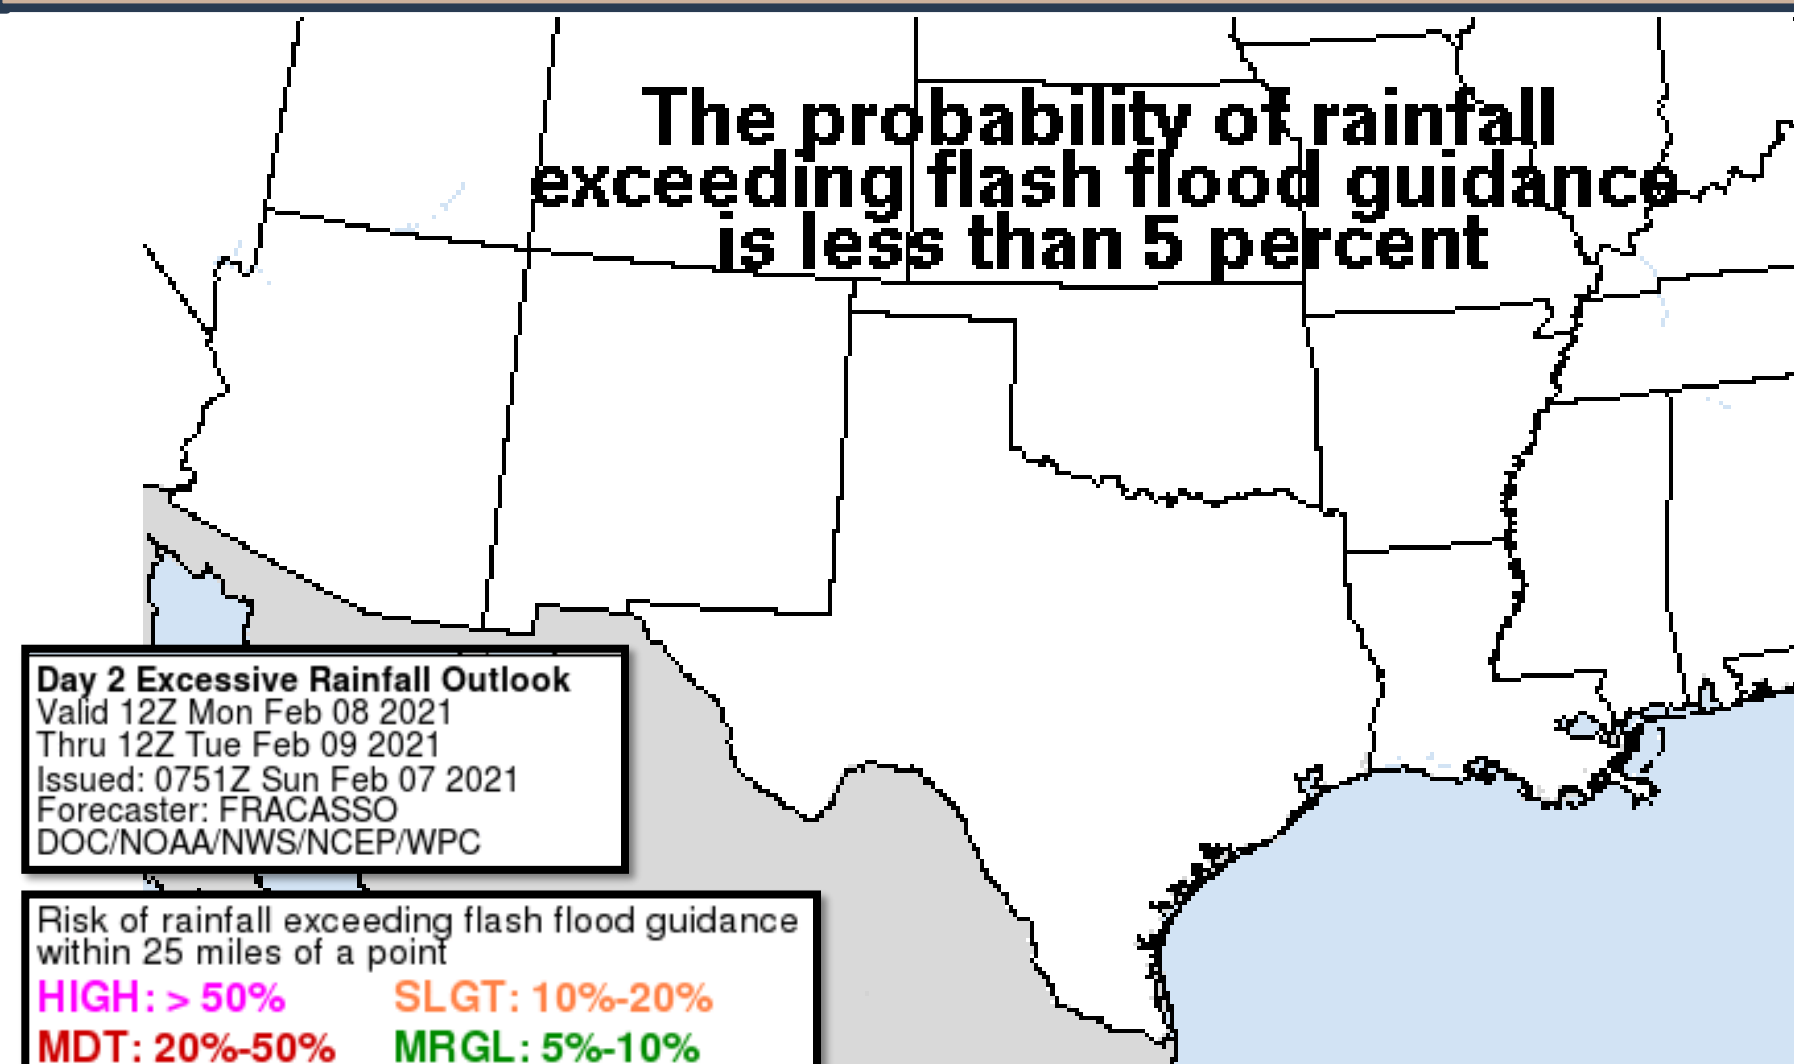 The probability of rainfall
exceeding flash flood guidance
is less than 5 percent
Day 2 Excessive Rainfall Outlook
Valid 12Z Mon Feb 08 2021
Thru 12Z Tue Feb 09 2021
Issued: 0751Z Sun Feb 07 2021
Forecaster: FRACASSO
DOC/NOAA/NWS/NCEP/WPC
Risk of rainfall exceeding flash flood guidance
within 25 miles of a point
HIGH: > 50% SLGT: 10%-20%
MDT: 20%-50% MRGL: 5%-10%